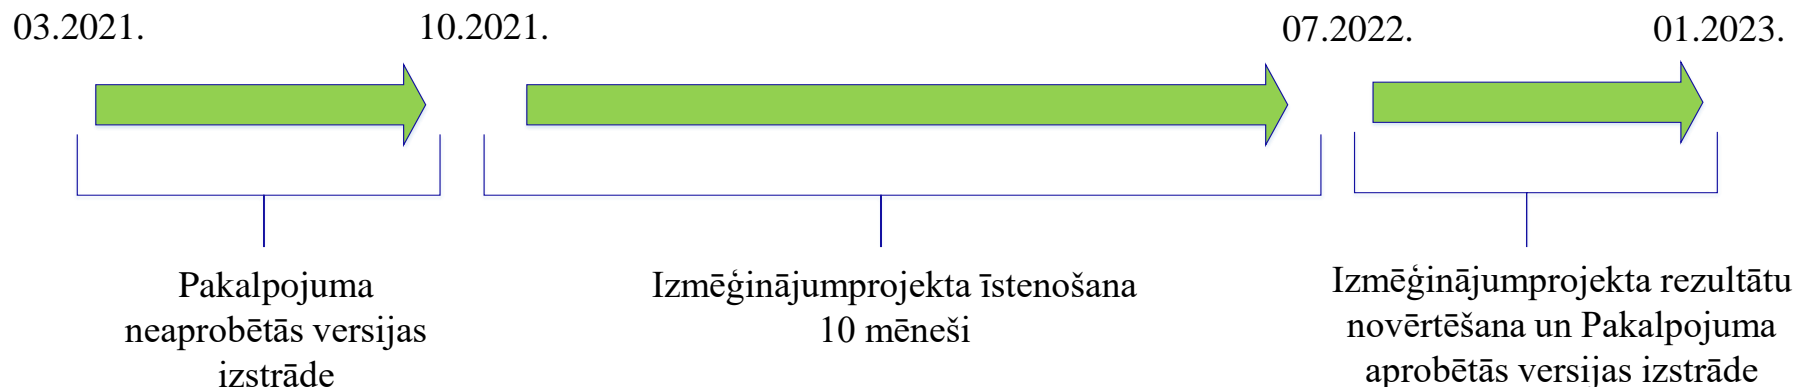 03.2021.
10.2021.
07.2022.
01.2023.
Pakalpojuma
neaprobētās versijas
izstrāde
Izmēģinājumprojekta īstenošana
10 mēneši
Izmēģinājumprojekta rezultātu
novērtēšana un Pakalpojuma
aprobētās versijas izstrāde